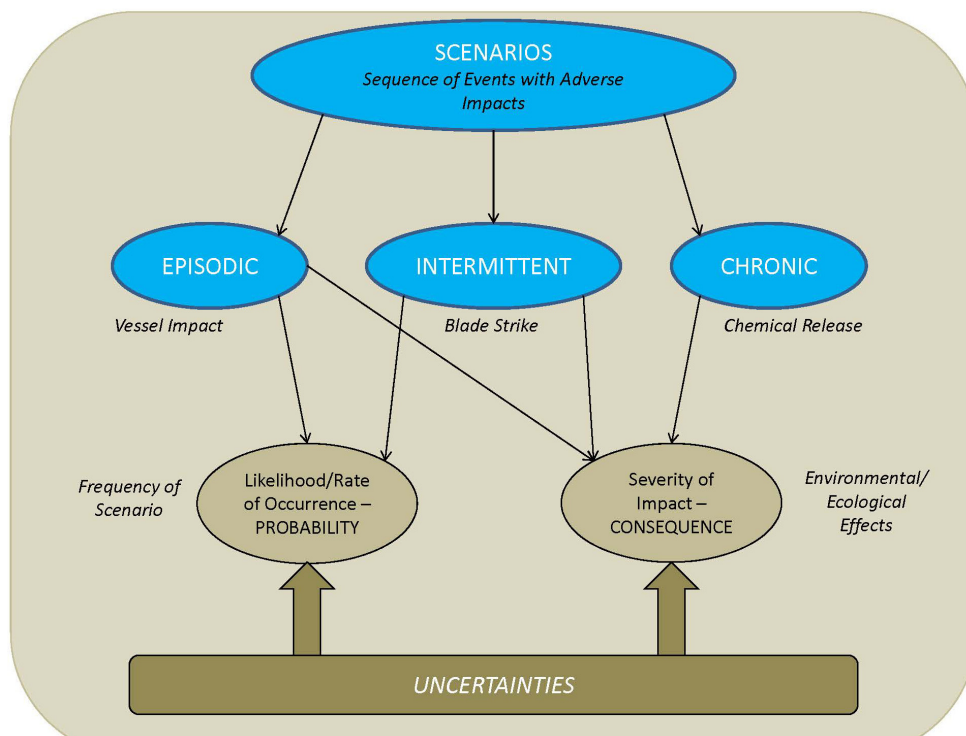 SCENARIOS
Sequence of Events with Adverse
Impacts
EPISODIC
INTERMITTENT
CHRONIC
Vessel Impact
Blade Strike
Chemical Release
Frequency of
Scenario
Likelihood/Rate
of Occurrence –
PROBABILITY
Severity of
Impact –
CONSEQUENCE
Environmental/
Ecological
Effects
UNCERTAINTIES